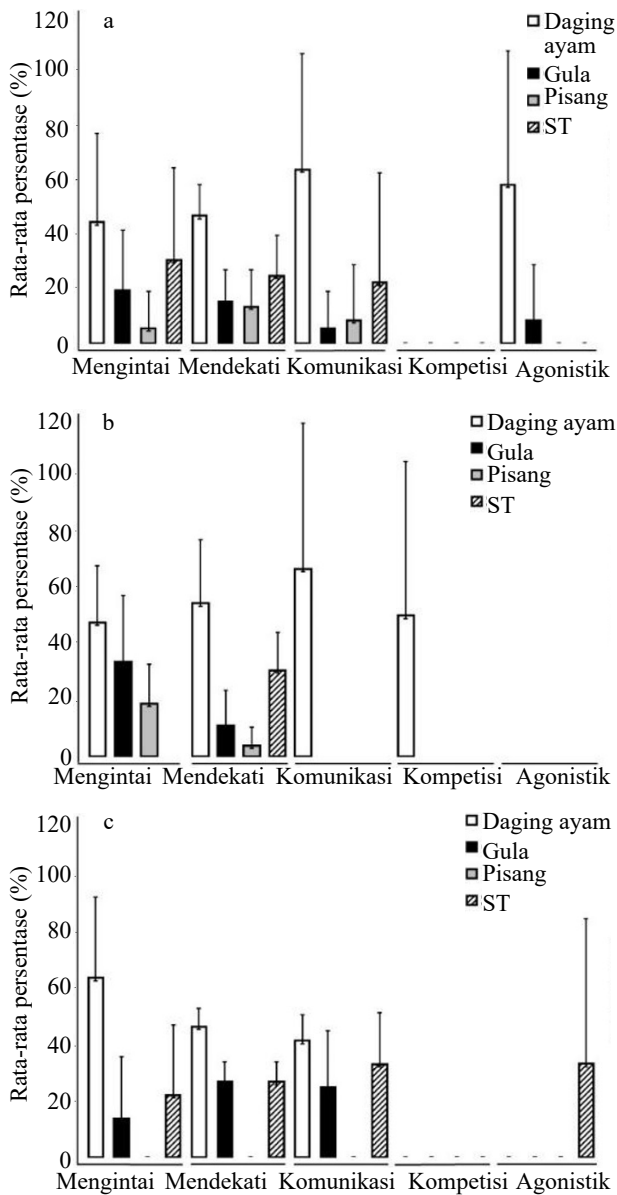 a
Rata-rata persentase (%)
120
100
80
60
40
20
0
Daging
ayam
Gula
Pisang
ST
Mengintai Mendekati Komunikasi Kompetisi Agonistik
b
Rata-rata persentase (%)
120
100
80
60
40
20
0
Daging ayam
Gula
Pisang
ST
Mengintai Mendekati Komunikasi Kompetisi Agonistik
c
Rata-rata persentase (%)
120
100
80
60
40
20
0
Daging ayam
Gula
Pisang
ST
Mengintai Mendekati Komunikasi Kompetisi Agonistik